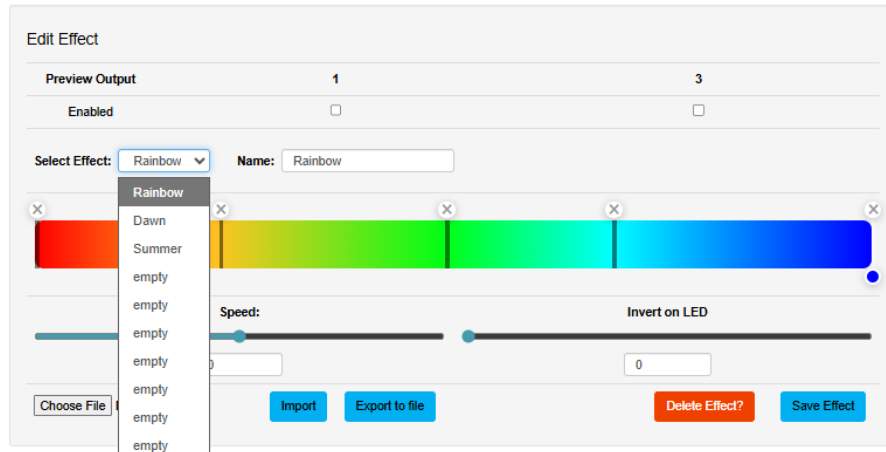 Edit Effect
Preview Output 1 3
Enabled
Select Effect: Rainbow Name: Rainbow
Rainbow
Dawn
Summer
empty
empty
empty
empty
empty
empty
empty
Speed: Invert on LED
0
Choose File Import Export to file Delete Effect? Save Effect